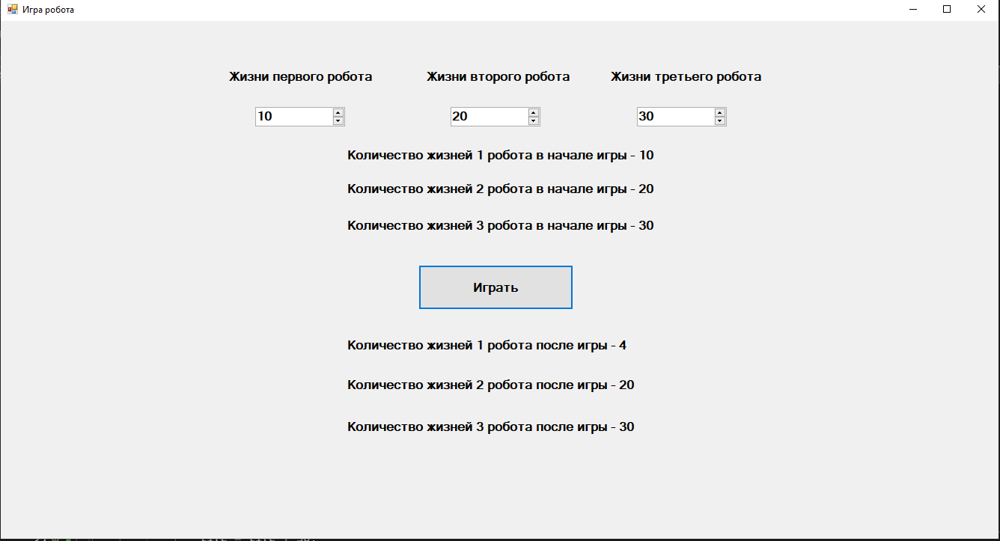 Игра робота
Жизни первого робота Жизни второго робота Жизни третьего робота
10 20 30
Количество жизней 1 робота в начале игры - 10
Количество жизней 2 робота в начале игры - 20
Количество жизней 3 робота в начале игры - 30
Играть
Количество жизней 1 робота после игры - 4
Количество жизней 2 робота после игры - 20
Количество жизней 3 робота после игры - 30